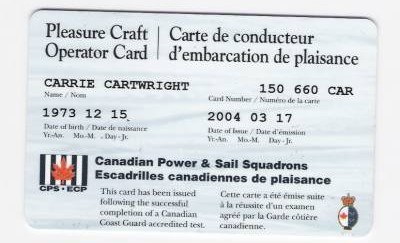 Pleasure Craft
Operator Card
Carte de conducteur
d'embarcation de plaisance
CARRIE CARTWRIGHT
150 660 CAR
Name / Nom
Card Number / Numéro de la carte
1973 12 15
2004 03 17
Date of birth / Date de naissance
Date of Issue / Date d'émission
Yr.-An. Mo.-M. Day-Jr.
Yr.-An. Mo.-M. Day-Jr.
CPS·ECP
Canadian Power & Sail Squadrons
Escadrilles canadiennes de plaisance
This card has been issued
following the successful
completion of a Canadian
Coast Guard accredited test.
Cette carte a été émise suite
à la réussite d'un examen
agréé par la Garde côtière
canadienne.